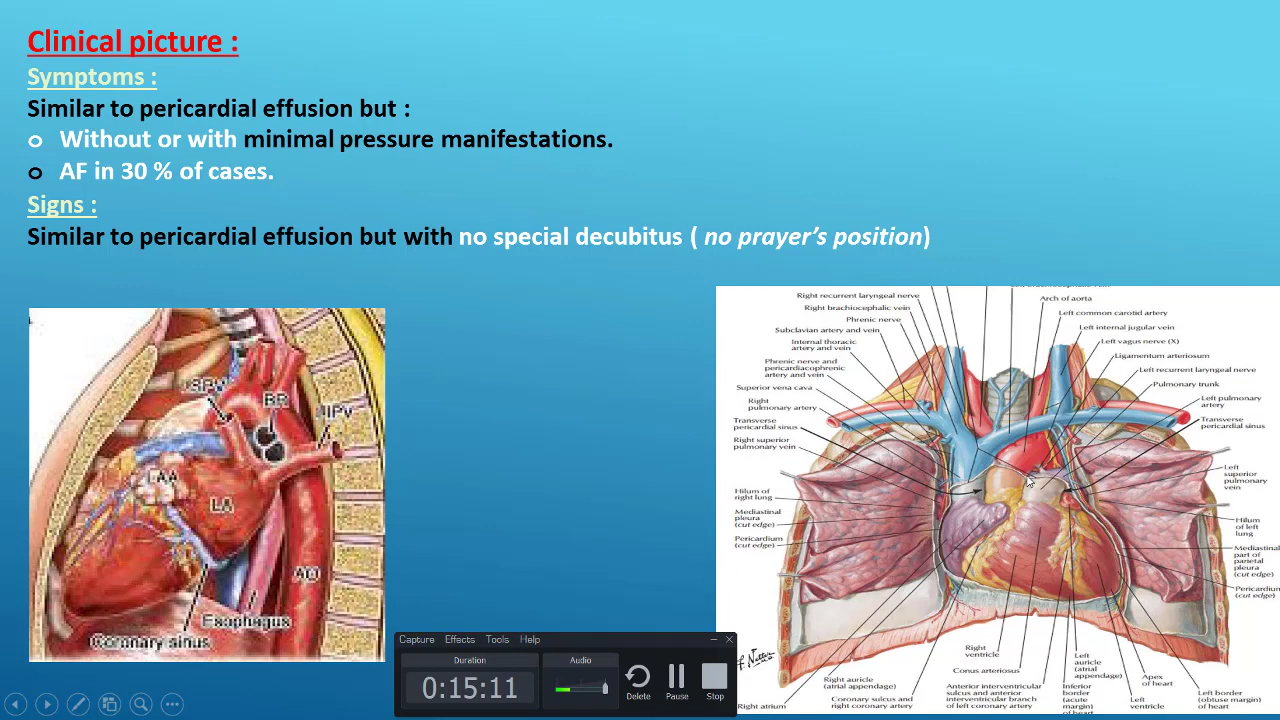 Clinical picture :
Symptoms :
Similar to pericardial effusion but :
o Without or with minimal pressure manifestations.
o AF in 30 % of cases.
Signs :
Similar to pericardial effusion but with no special decubitus ( no prayer's position)
SPV
BR
IIPV
LA
AO
Esophagus
Coronary sinus
Right recurrent laryngeal nerve
Right brachiocephalic vein
Phrenic nerve
Subclavian artery and vein
Internal thoracic
artery and vein
Phrenic nerve and
pericardiacophrenic
artery and vein
Superior vena cava
Right
pulmonary artery
Transverse
pericardial sinus
Right superior
pulmonary vein
Hilum of
right lung
Mediastinal
pleura
(cut edge)
Pericardium
(cut edge)
Arch of aorta
Left common carotid artery
Left internal jugular vein
Left vagus nerve (X)
Ligamentum arteriosum
Left recurrent laryngeal nerve
Pulmonary trunk
Left pulmonary
artery
Transverse
pericardial sinus
Left
superior
pulmonary
vein
Hilum
of left
lung
Mediastinal
part of
parietal
pleura
(cut edge)
Pericardium
(cut edge)
Right atrium
Right auricle
(atrial appendage)
Coronary sulcus and
right coronary artery
Right
ventricle
Conus arteriosus
Anterior interventricular
sulcus and anterior
interventricular branch
of left coronary artery
Inferior
border
(acute
margin)
of heart
Left
auricle
(atrial
appendage)
Left
ventricle
Apex
of heart
Left border
(obtuse margin)
of heart
Capture Effects Tools Help
Duration
0:15:11
Audio
Delete
Pause
Stop